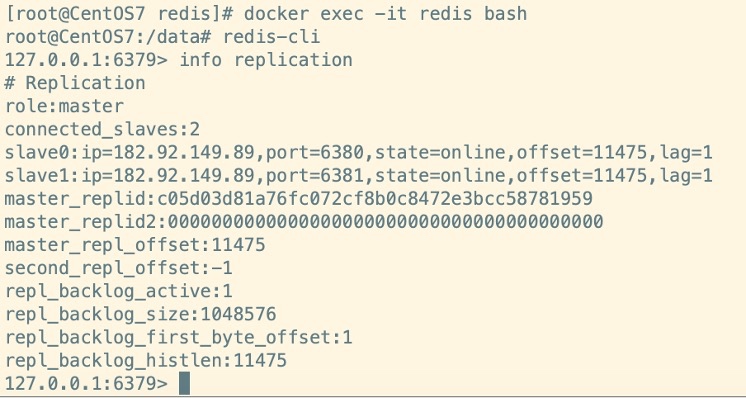 [root@CentOS7 redis]# docker exec -it redis bash
root@CentOS7:/data# redis-cli
127.0.0.1:6379> info replication
# Replication
role:master
connected_slaves:2
slave0:ip=182.92.149.89,port=6380,state=online,offset=11475,lag=1
slave1:ip=182.92.149.89,port=6381,state=online,offset=11475,lag=1
master_replid:c05d03d81a76fc072cf8b0c8472e3bcc58781959
master_replid2:0000000000000000000000000000000000000000
master_repl_offset:11475
second_repl_offset:-1
repl_backlog_active:1
repl_backlog_size:1048576
repl_backlog_first_byte_offset:1
repl_backlog_histlen:11475
127.0.0.1:6379>